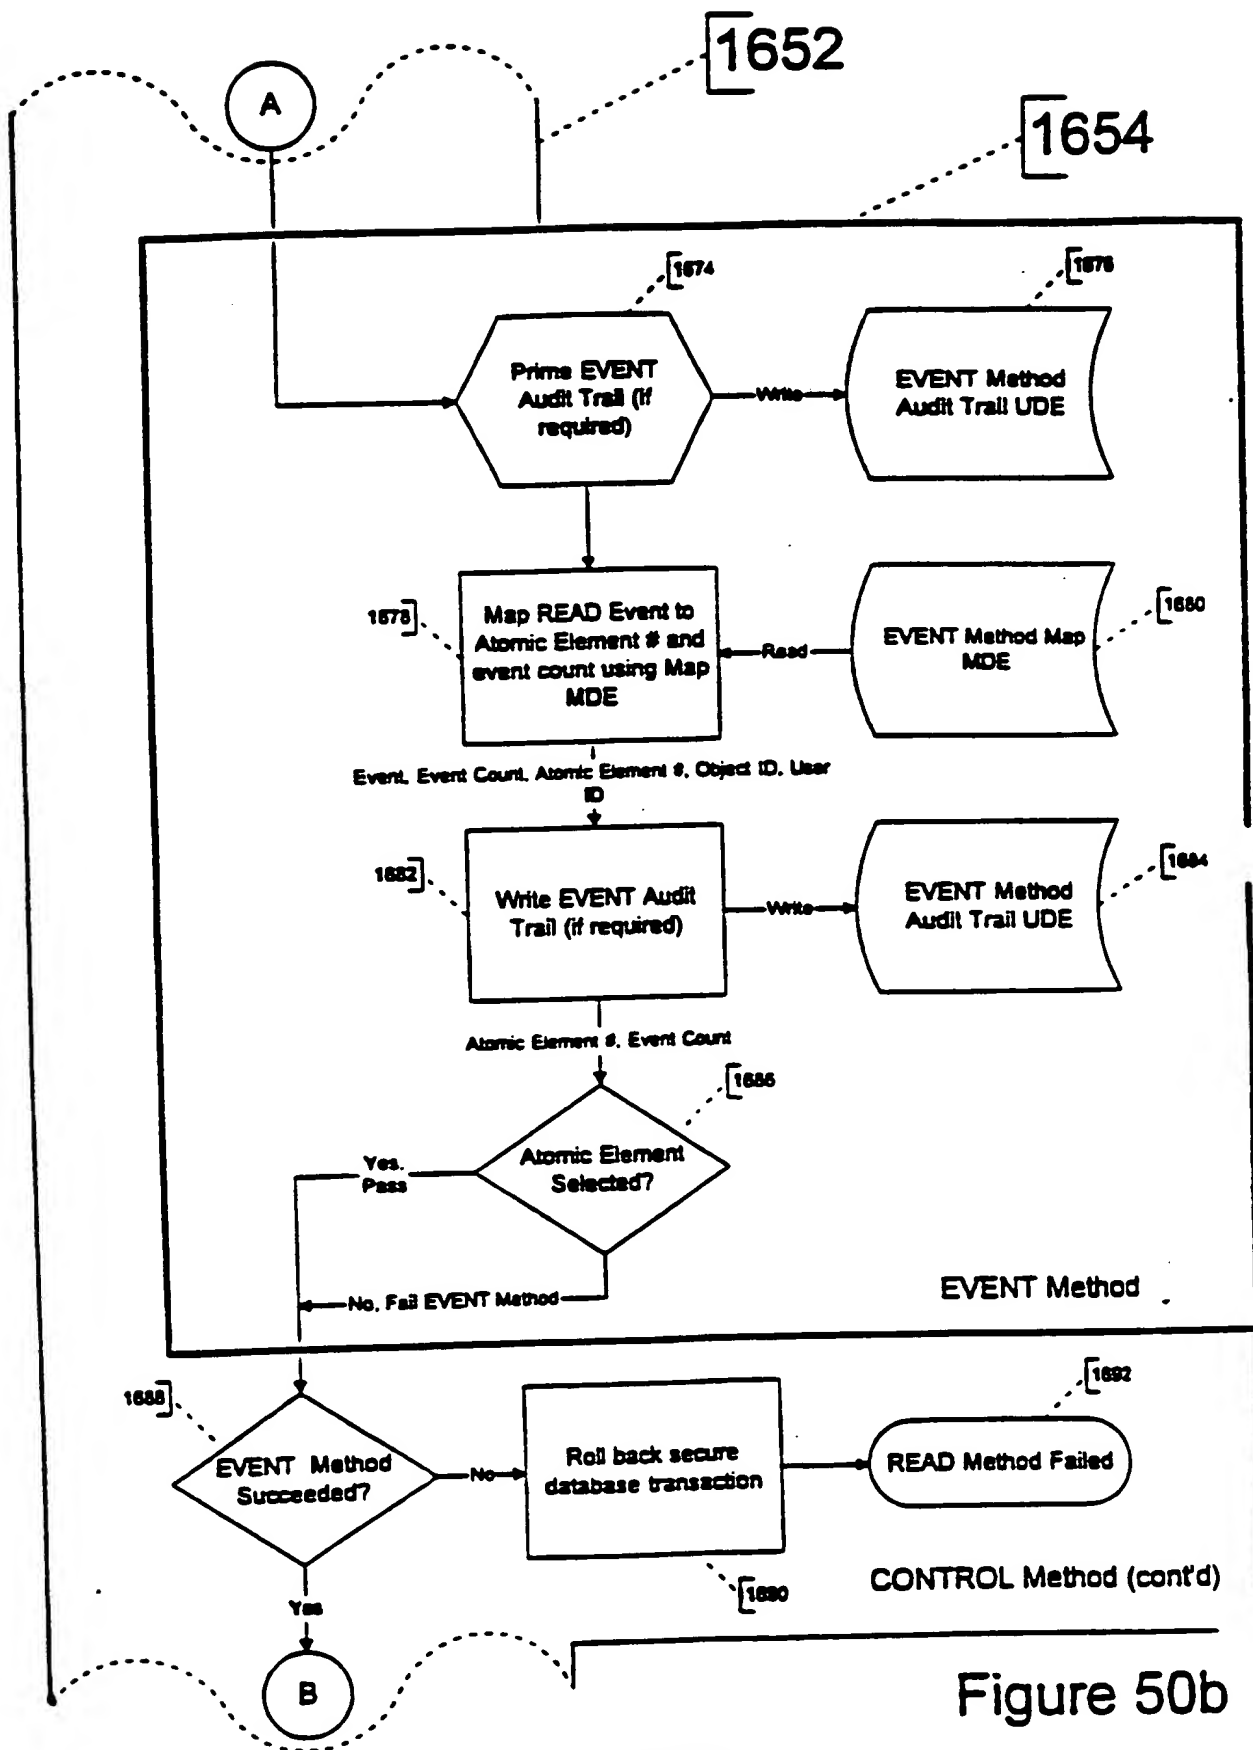 1652
A
1654
1674
1676
Prime EVENT
Audit Trail (if
required)
Write
EVENT Method
Audit Trail UDE
1678
Map READ Event to
Atomic Element # and
event count using Map
MDE
Read
EVENT Method Map
MDE
1680
Event, Event Count, Atomic Element #, Object ID, User
ID
1682
Write EVENT Audit
Trail (if required)
Write
EVENT Method
Audit Trail UDE
1684
Atomic Element #, Event Count
1686
Yes,
Pass
Atomic Element
Selected?
No, Fail EVENT Method
EVENT Method
1688
1692
EVENT Method
Succeeded?
No
Roll back secure
database transaction
READ Method Failed
1690
CONTROL Method (cont'd)
Yes
B
Figure 50b